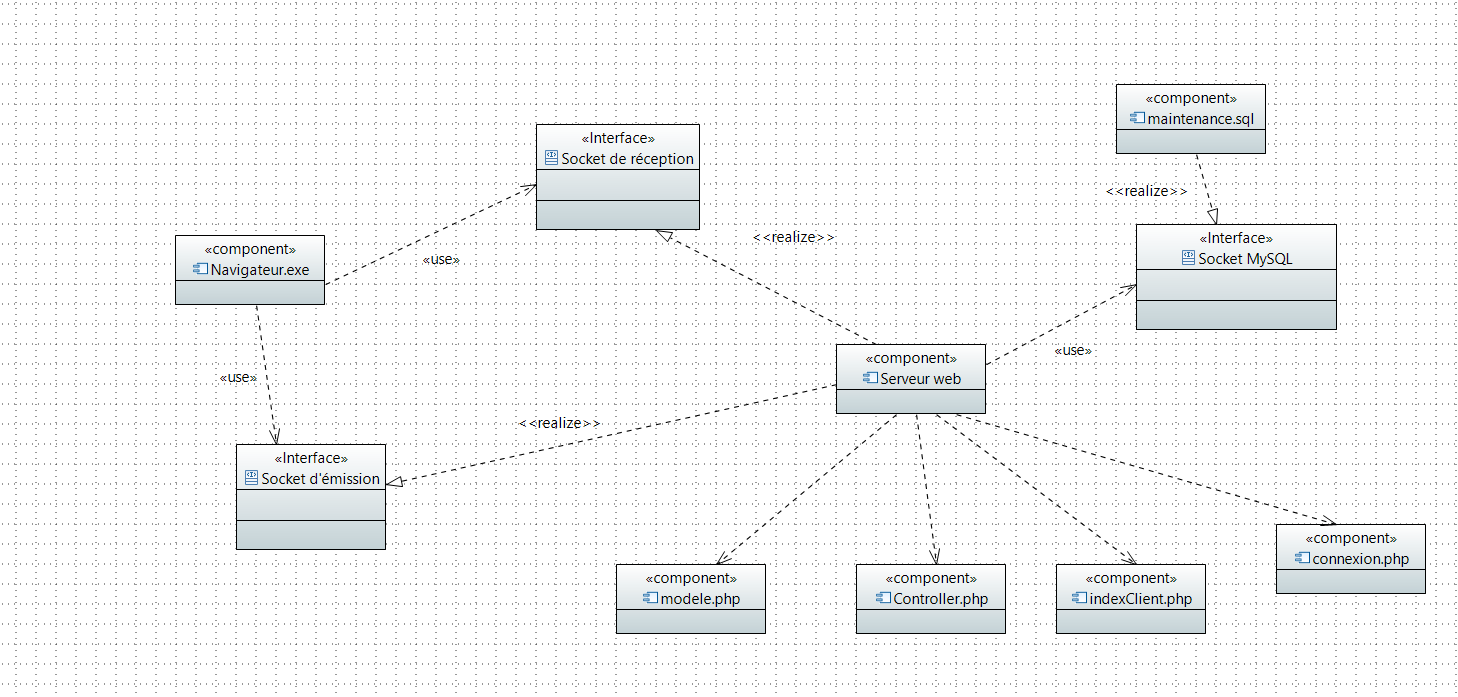 «component»
maintenance.sql
«Interface»
Socket de réception
<<realize>>
<<realize>>
«Interface»
Socket MySQL
«component»
Navigateur.exe
«use»
«use»
«component»
Serveur web
«use»
<<realize>>
«Interface»
Socket d'émission
«component»
connexion.php
«component»
modele.php
«component»
Controller.php
«component»
indexClient.php